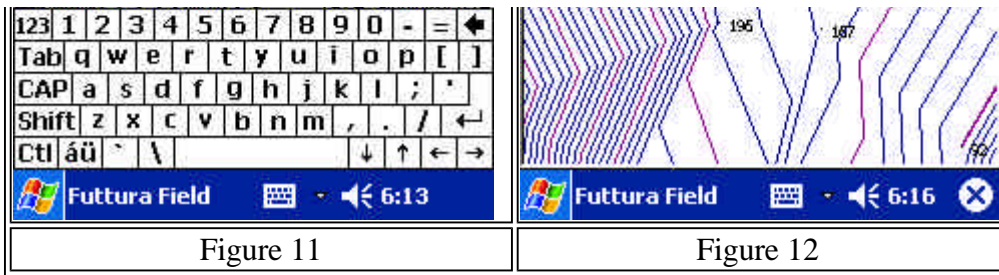 123 1 2 3 4 5 6 7 8 9 0 - =
Tab q w e r t y u i o p [ ]
CAP a s d f g h j k l ; '
Shift z x c v b n m , . /
Ctl áü ` \ ↓ ↑ ← →
Futtura Field 6:13
Figure 11
195 187
92
Futtura Field 6:16
Figure 12